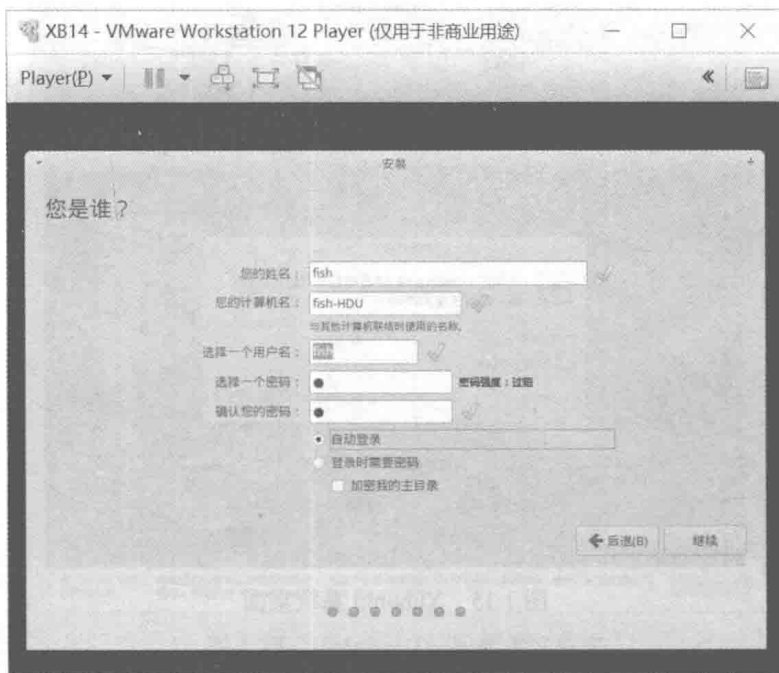 XB14 - VMware Workstation 12 Player (仅用于非商业用途)
Player(P)
安装
您是谁？
您的姓名： fish
您的计算机名： fish-HDU
与其他计算机联络时使用的名称。
选择一个用户名： fish
选择一个密码： ● 密码强度：过短
确认您的密码： ●
自动登录
登录时需要密码
加密我的主目录
后退(B) 继续